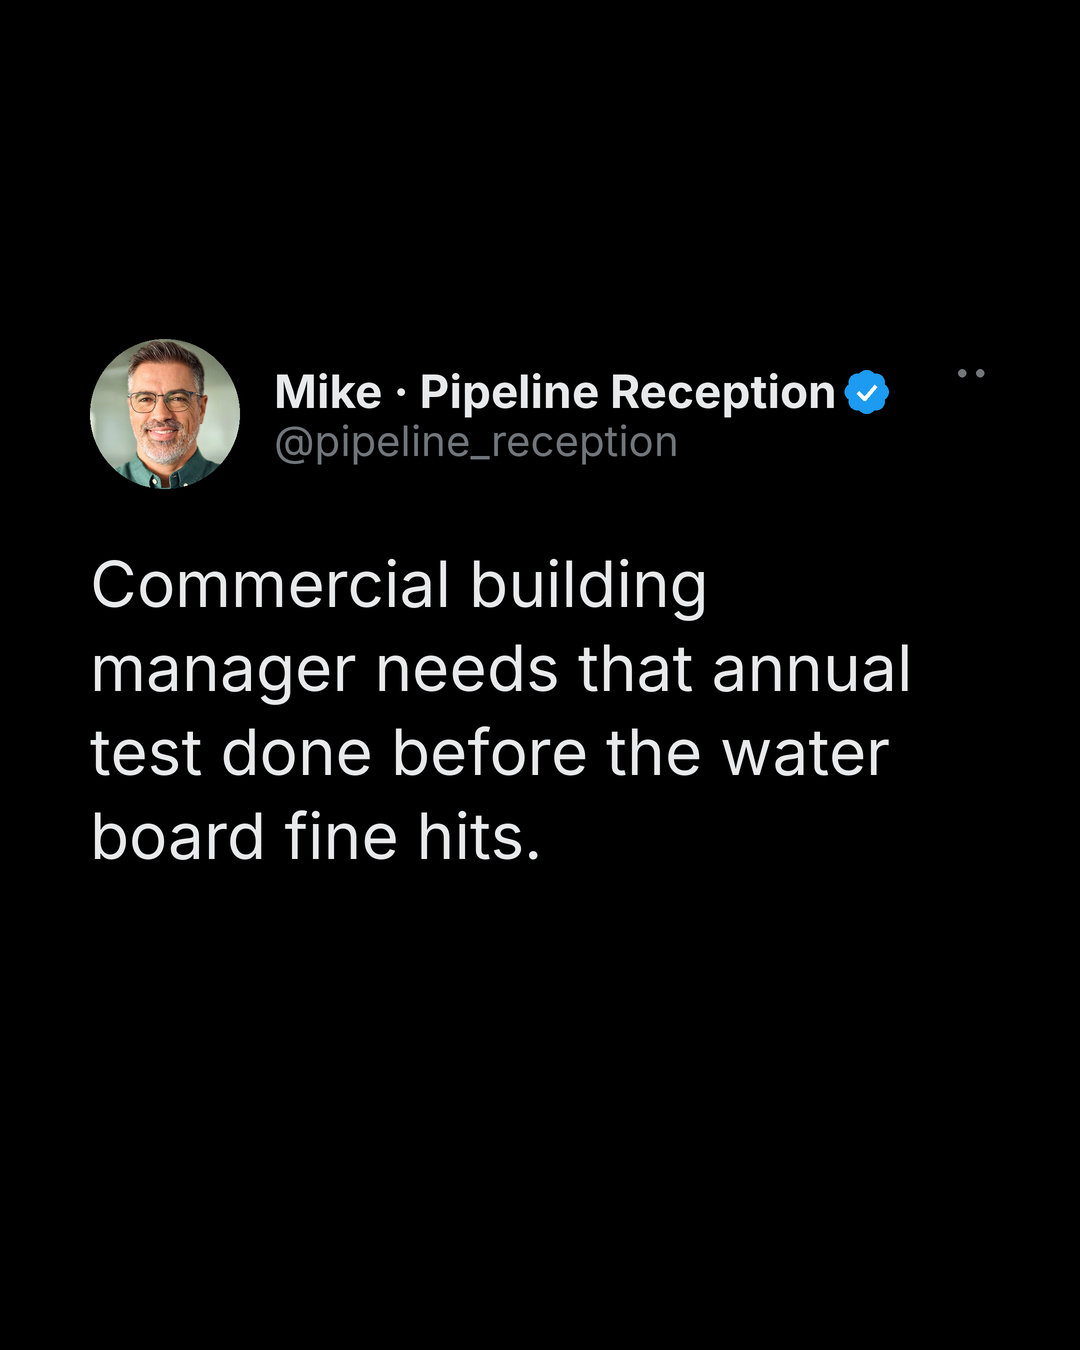 Mike · Pipeline Reception
@pipeline_reception
Commercial building
manager needs that annual
test done before the water
board fine hits.